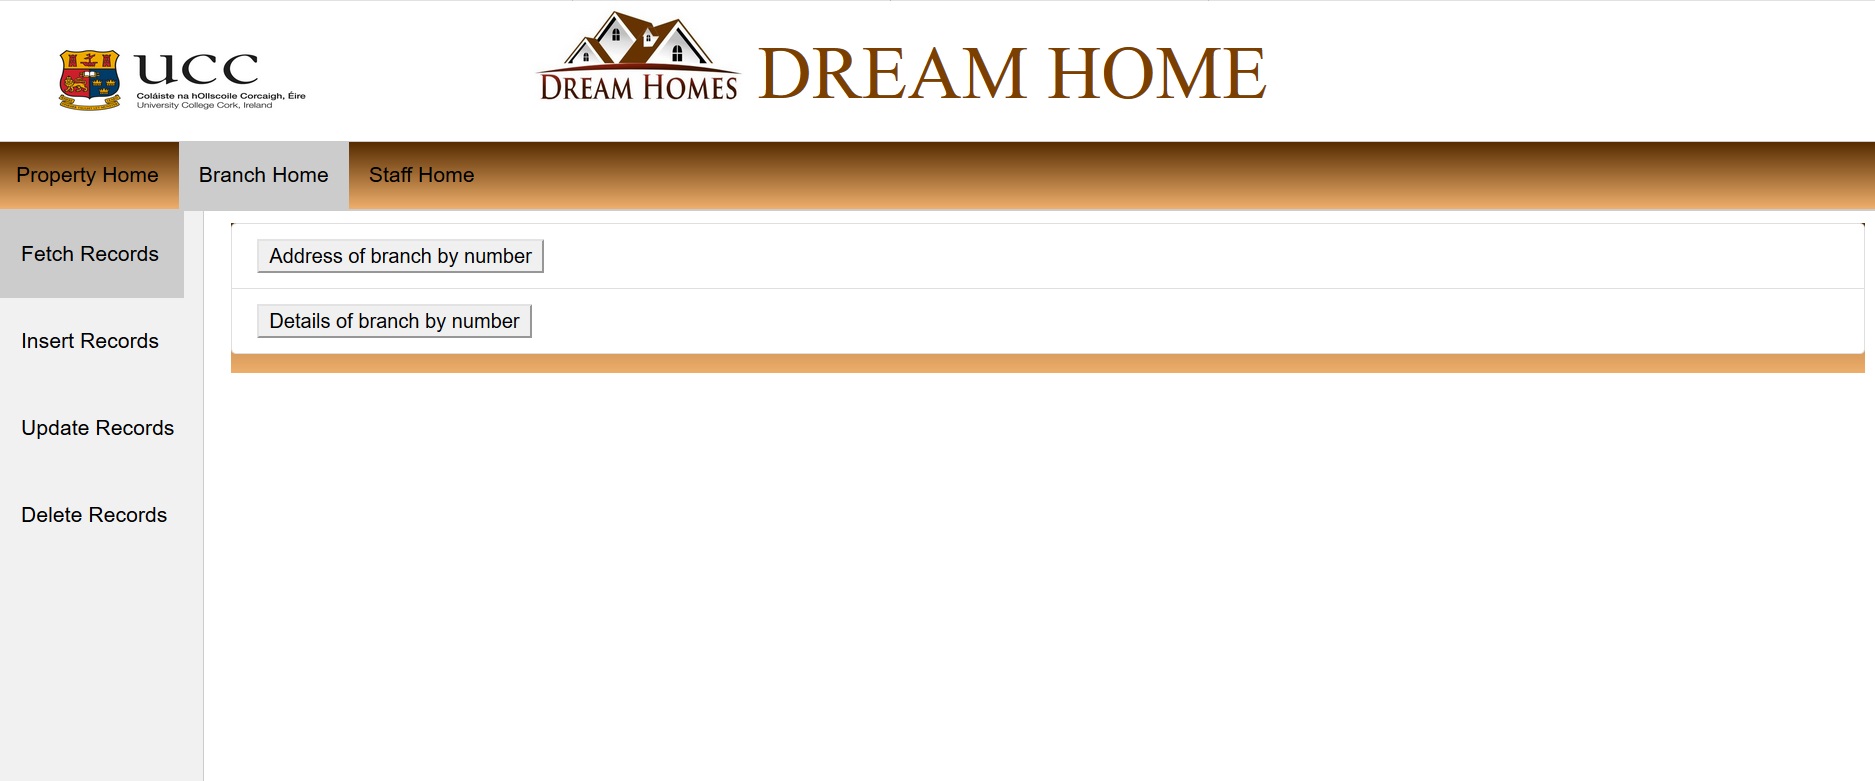 ucc
Coláiste na hOllscoile Corcaigh, Éire
University College Cork, Ireland
DREAM HOMES
DREAM HOME
Property Home
Branch Home
Staff Home
Fetch Records
Insert Records
Update Records
Delete Records
Address of branch by number
Details of branch by number